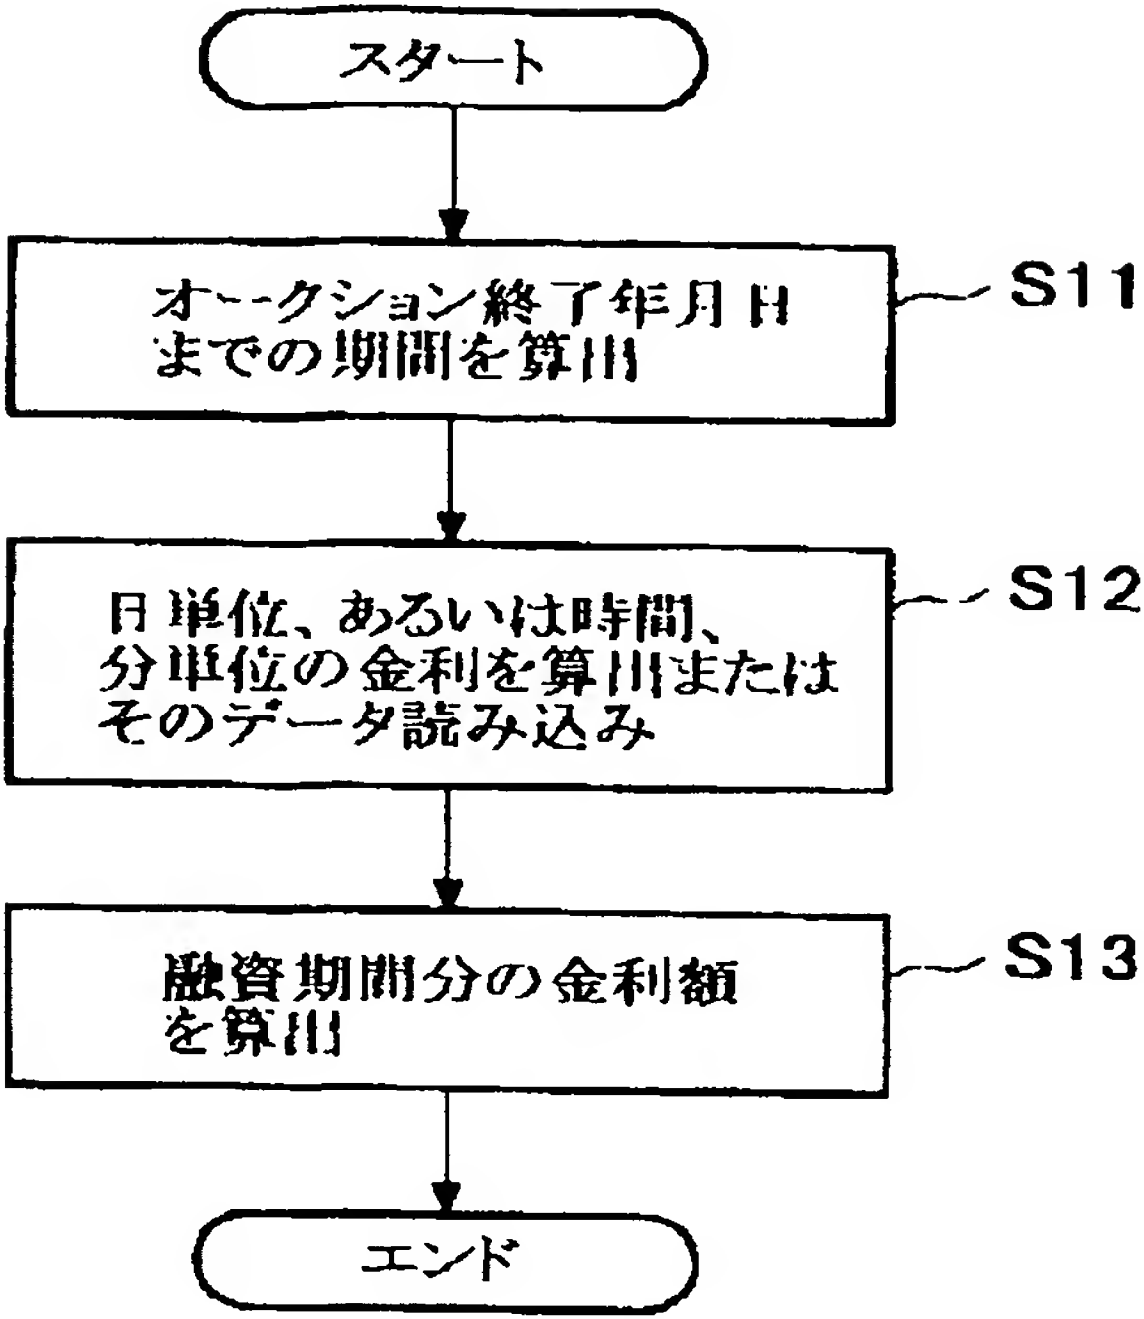 スタート
オークション終了年月日
までの期間を算出
S11
日単位、あるいは時間、
分単位の金利を算出または
そのデータ読み込み
S12
融資期間分の金利額
を算出
S13
エンド